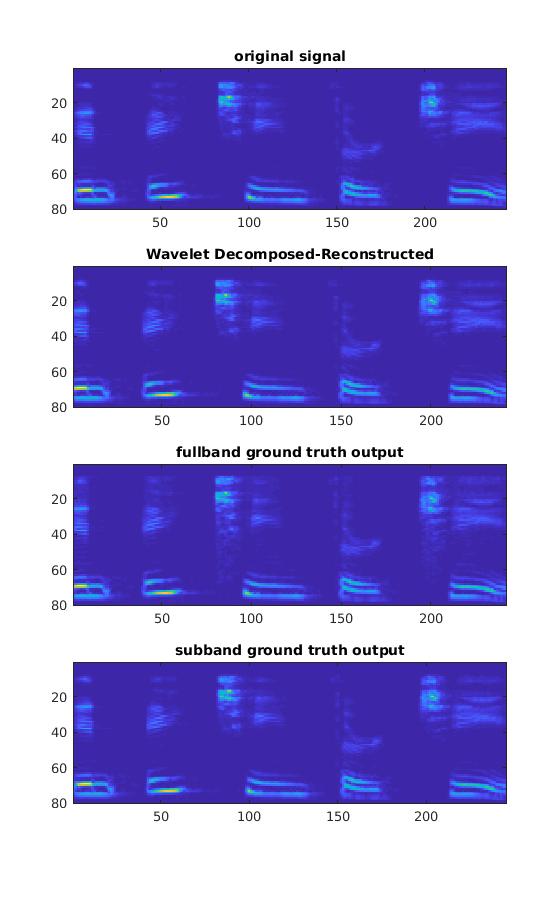 original signal
20
40
60
80
50 100 150 200
Wavelet Decomposed-Reconstructed
20
40
60
80
50 100 150 200
fullband ground truth output
20
40
60
80
50 100 150 200
subband ground truth output
20
40
60
80
50 100 150 200